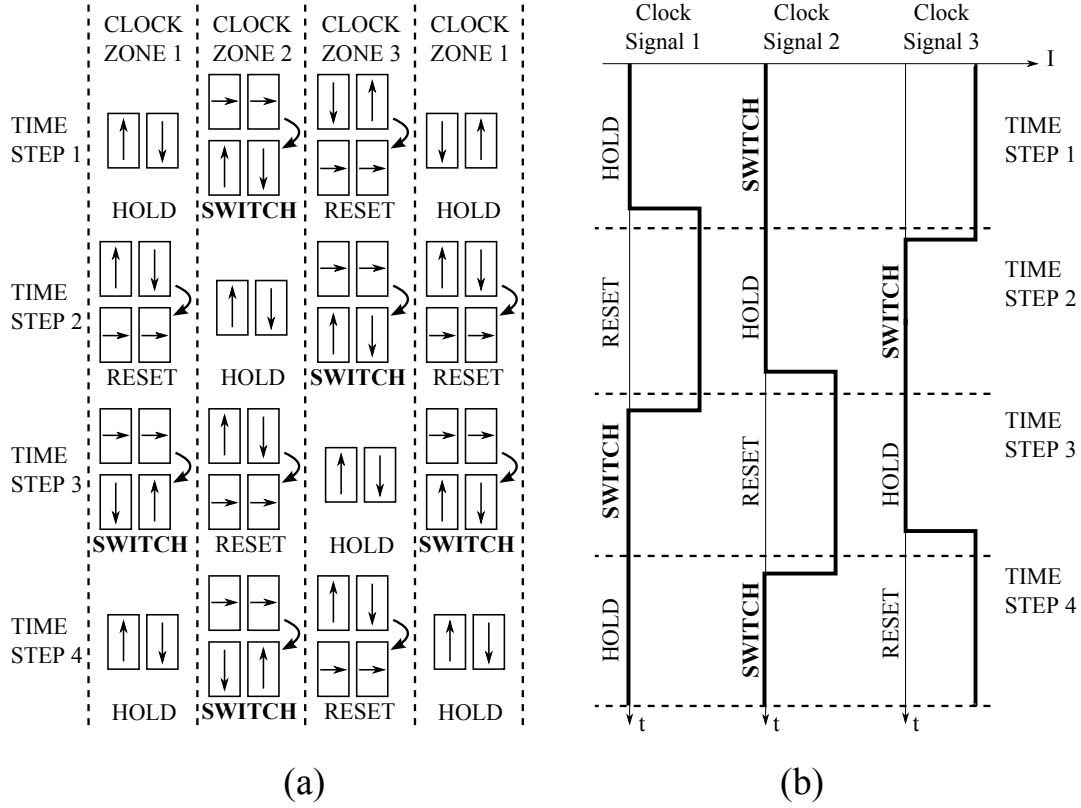 CLOCK ZONE 1
CLOCK ZONE 2
CLOCK ZONE 3
CLOCK ZONE 1
TIME STEP 1
HOLD
SWITCH
RESET
HOLD
TIME STEP 2
RESET
HOLD
SWITCH
RESET
TIME STEP 3
SWITCH
RESET
HOLD
SWITCH
TIME STEP 4
HOLD
SWITCH
RESET
HOLD
(a)
Clock Signal 1
Clock Signal 2
Clock Signal 3
I
HOLD
SWITCH
TIME STEP 1
RESET
HOLD
SWITCH
TIME STEP 2
SWITCH
RESET
HOLD
TIME STEP 3
HOLD
SWITCH
RESET
TIME STEP 4
t
t
t
(b)